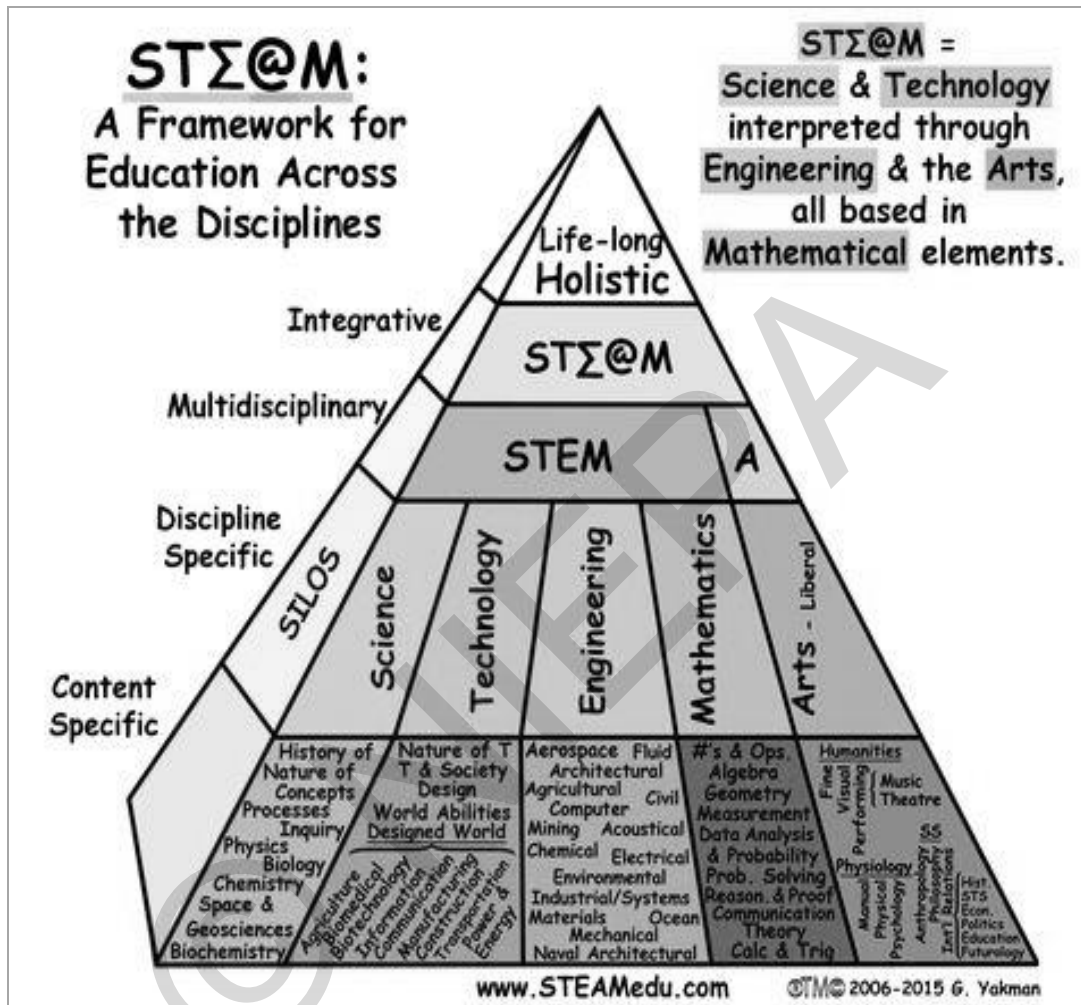 STΣ@M:
A Framework for
Education Across
the Disciplines
STΣ@M =
Science & Technology
interpreted through
Engineering & the Arts,
all based in
Mathematical elements.
Life-long
Holistic
Integrative
STΣ@M
Multidisciplinary
STEM
A
Discipline
Specific
SILOS
Science
Technology
Engineering
Mathematics
Arts - Liberal
Content
Specific
History of
Nature of
Concepts
Processes
Inquiry
Physics
Biology
Chemistry
Space &
Geosciences
Biochemistry
Nature of T
T & Society
Design
World Abilities
Designed World
Agriculture
Biomedical
Biotechnology
Information
Communication
Manufacturing
Construction
Transportation
Power &
Energy
Aerospace Fluid
Architectural
Agricultural Civil
Computer
Mining Acoustical
Chemical Electrical
Environmental
Industrial/Systems
Materials Ocean
Mechanical
Naval Architectural
#'s & Ops.
Algebra
Geometry
Measurement
Data Analysis
& Probability
Prob. Solving
Reason. & Proof
Communication
Theory
Calc & Trig
Humanities
Fine
Visual
Performing
Music
Theatre
Physiology
Manual
Physical
Psychology
SS
Anthropology
Philosophy
Int'l Relations
Hist.
STS
Econ.
Politics
Education
Futurology
www.STEAMedu.com
©TM© 2006-2015 G. Yakman
© NIEPA